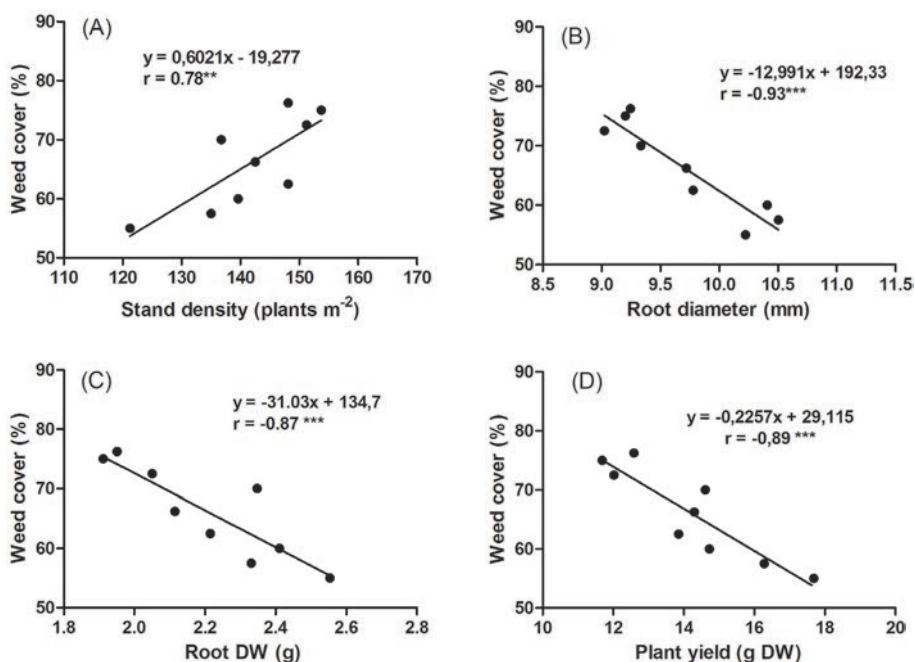 (A)
y = 0,6021x - 19,277
r = 0.78**
Weed cover (%)
90
80
70
60
50
110 120 130 140 150 160 170
Stand density (plants m⁻²)
(B)
y = -12,991x + 192,33
r = -0.93***
Weed cover (%)
90
80
70
60
50
8.5 9.0 9.5 10.0 10.5 11.0 11.5
Root diameter (mm)
(C)
y = -31.03x + 134,7
r = -0.87 ***
Weed cover (%)
90
80
70
60
50
1.8 2.0 2.2 2.4 2.6 2.8
Root DW (g)
(D)
y = -0,2257x + 29,115
r = -0,89 ***
Weed cover (%)
90
80
70
60
50
10 12 14 16 18 20
Plant yield (g DW)